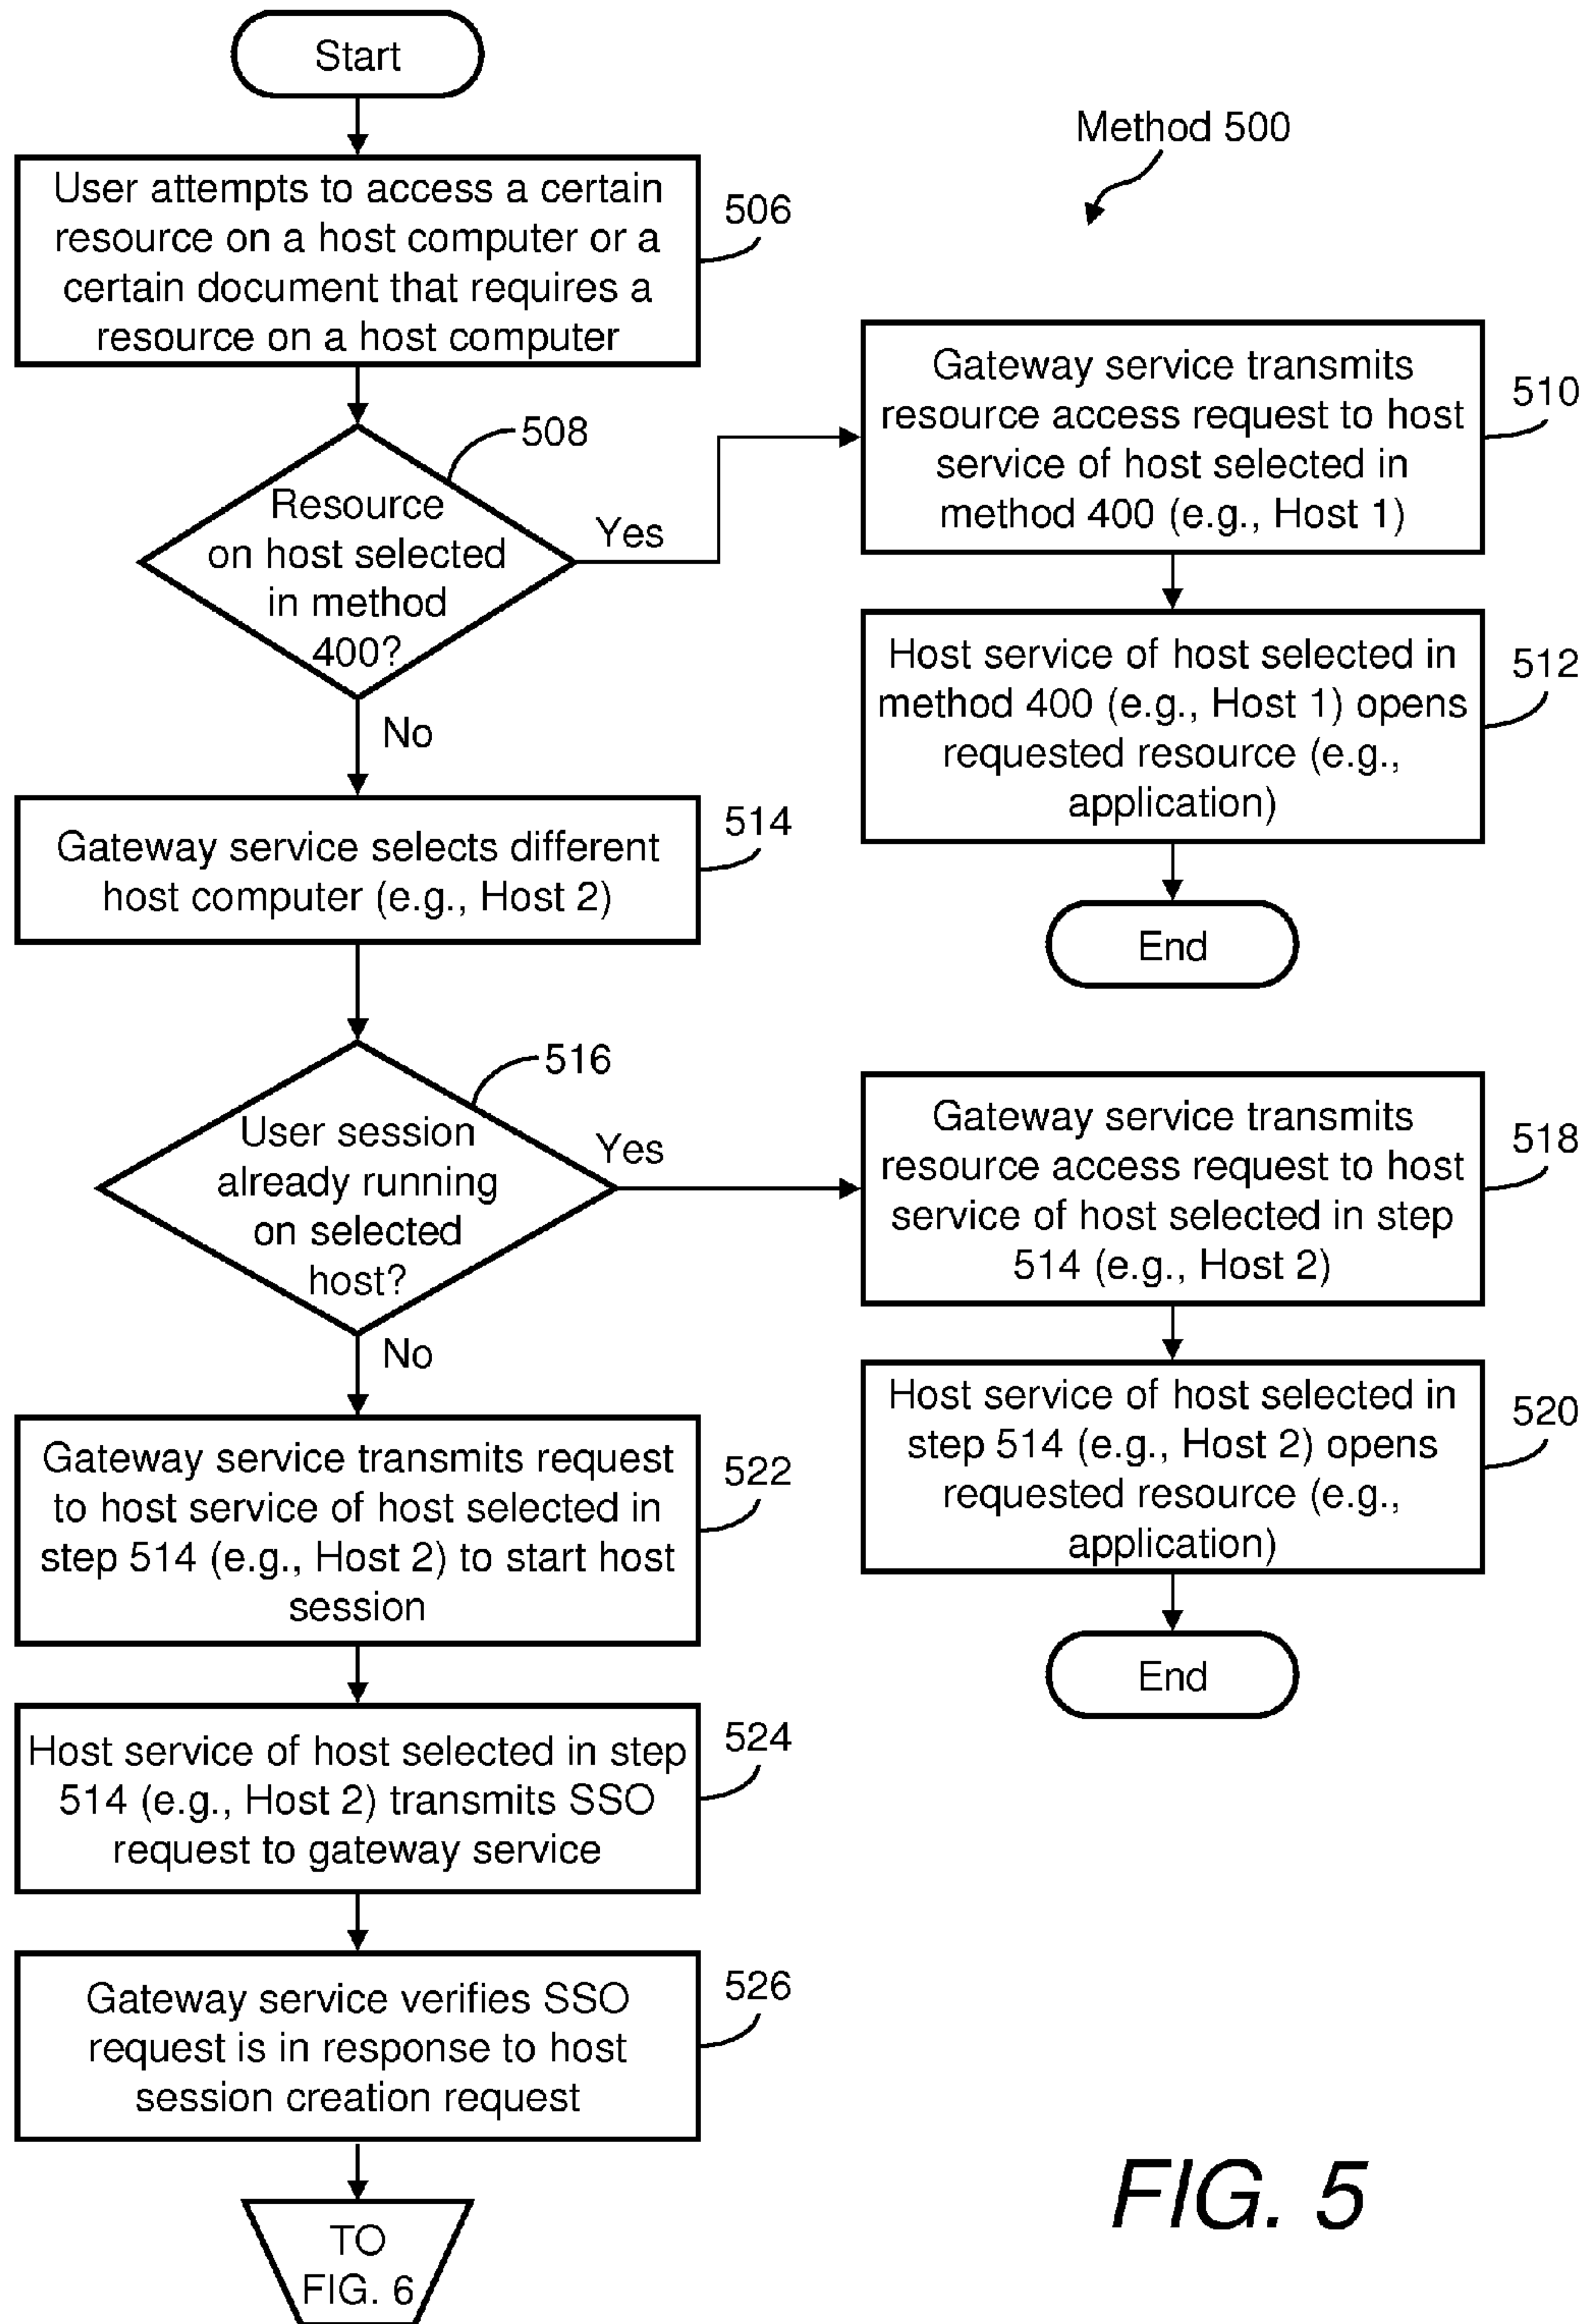 Start
Method 500
User attempts to access a certain
resource on a host computer or a
certain document that requires a
resource on a host computer
506
508
Resource
on host selected
in method
400?
Yes
No
Gateway service transmits
resource access request to host
service of host selected in
method 400 (e.g., Host 1)
510
Host service of host selected in
method 400 (e.g., Host 1) opens
requested resource (e.g.,
application)
512
End
Gateway service selects different
host computer (e.g., Host 2)
514
516
User session
already running
on selected
host?
Yes
No
Gateway service transmits
resource access request to host
service of host selected in step
514 (e.g., Host 2)
518
Host service of host selected in
step 514 (e.g., Host 2) opens
requested resource (e.g.,
application)
520
End
Gateway service transmits request
to host service of host selected in
step 514 (e.g., Host 2) to start host
session
522
Host service of host selected in step
514 (e.g., Host 2) transmits SSO
request to gateway service
524
Gateway service verifies SSO
request is in response to host
session creation request
526
TO
FIG. 6
FIG. 5